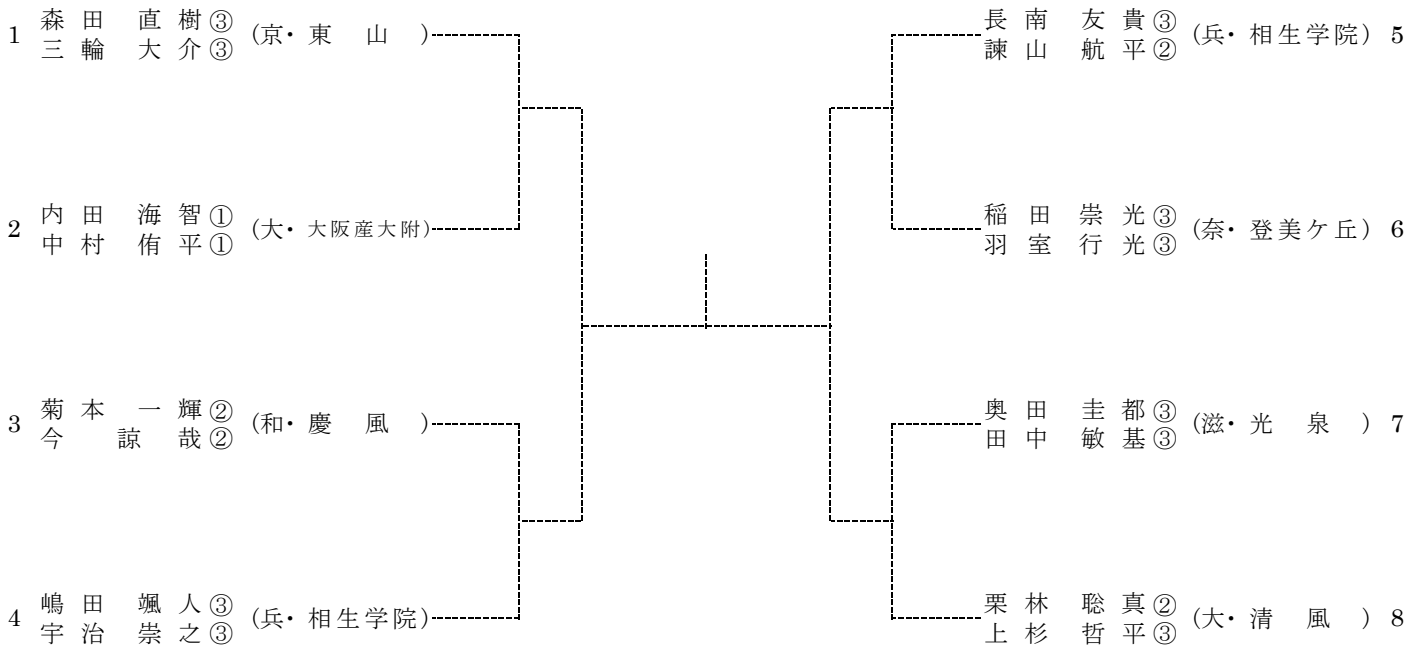 1 森田 直樹③ (京・東山)
三輪 大介③
2 内田 海智① (大・大阪産大附)
中村 侑平①
3 菊本 一輝② (和・慶風)
今 諒哉②
4 嶋田 颯人③ (兵・相生学院)
宇治 崇之③
長南友貴③ (兵・相生学院) 5
諫山 航平②
稲田崇光③ (奈・登美ケ丘) 6
羽室行光③
奥田圭都③ (滋・光泉) 7
田中敏基③
栗林聡真② (大・清風) 8
上杉哲平③